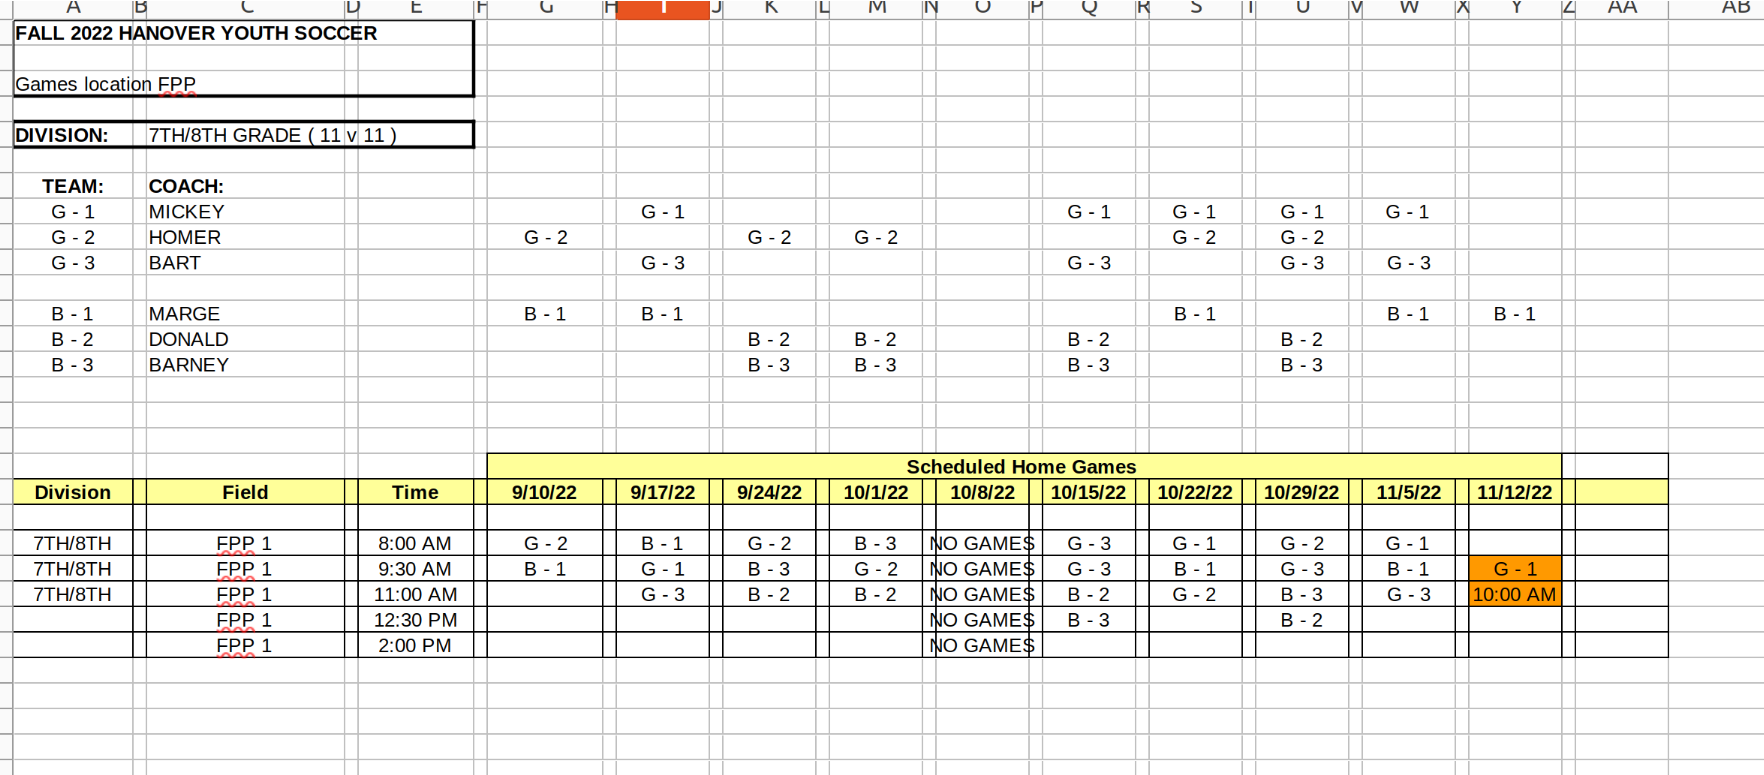 A B C D E F G H I J K L M N O P Q R S T U V W X Y Z AA AB
FALL 2022 HANOVER YOUTH SOCCER
Games location FPP
DIVISION: 7TH/8TH GRADE ( 11 v 11 )
TEAM: COACH:
G - 1 MICKEY G - 1 G - 1 G - 1 G - 1 G - 1
G - 2 HOMER G - 2 G - 2 G - 2 G - 2 G - 2
G - 3 BART G - 3 G - 3 G - 3 G - 3
B - 1 MARGE B - 1 B - 1 B - 1 B - 1 B - 1
B - 2 DONALD B - 2 B - 2 B - 2 B - 2
B - 3 BARNEY B - 3 B - 3 B - 3 B - 3
Scheduled Home Games
Division Field Time 9/10/22 9/17/22 9/24/22 10/1/22 10/8/22 10/15/22 10/22/22 10/29/22 11/5/22 11/12/22
7TH/8TH FPP 1 8:00 AM G - 2 B - 1 G - 2 B - 3 NO GAMES G - 3 G - 1 G - 2 G - 1
7TH/8TH FPP 1 9:30 AM B - 1 G - 1 B - 3 G - 2 NO GAMES G - 3 B - 1 G - 3 B - 1 G - 1
7TH/8TH FPP 1 11:00 AM G - 3 B - 2 B - 2 NO GAMES B - 2 G - 2 B - 3 G - 3 10:00 AM
FPP 1 12:30 PM NO GAMES B - 3 B - 2
FPP 1 2:00 PM NO GAMES